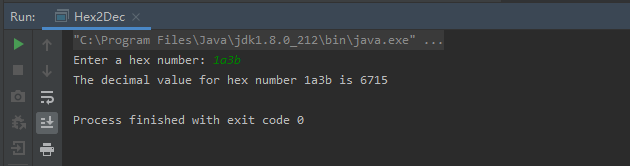 Run: Hex2Dec ×
"C:\Program Files\Java\jdk1.8.0_212\bin\java.exe" ...
Enter a hex number: 1a3b
The decimal value for hex number 1a3b is 6715
Process finished with exit code 0